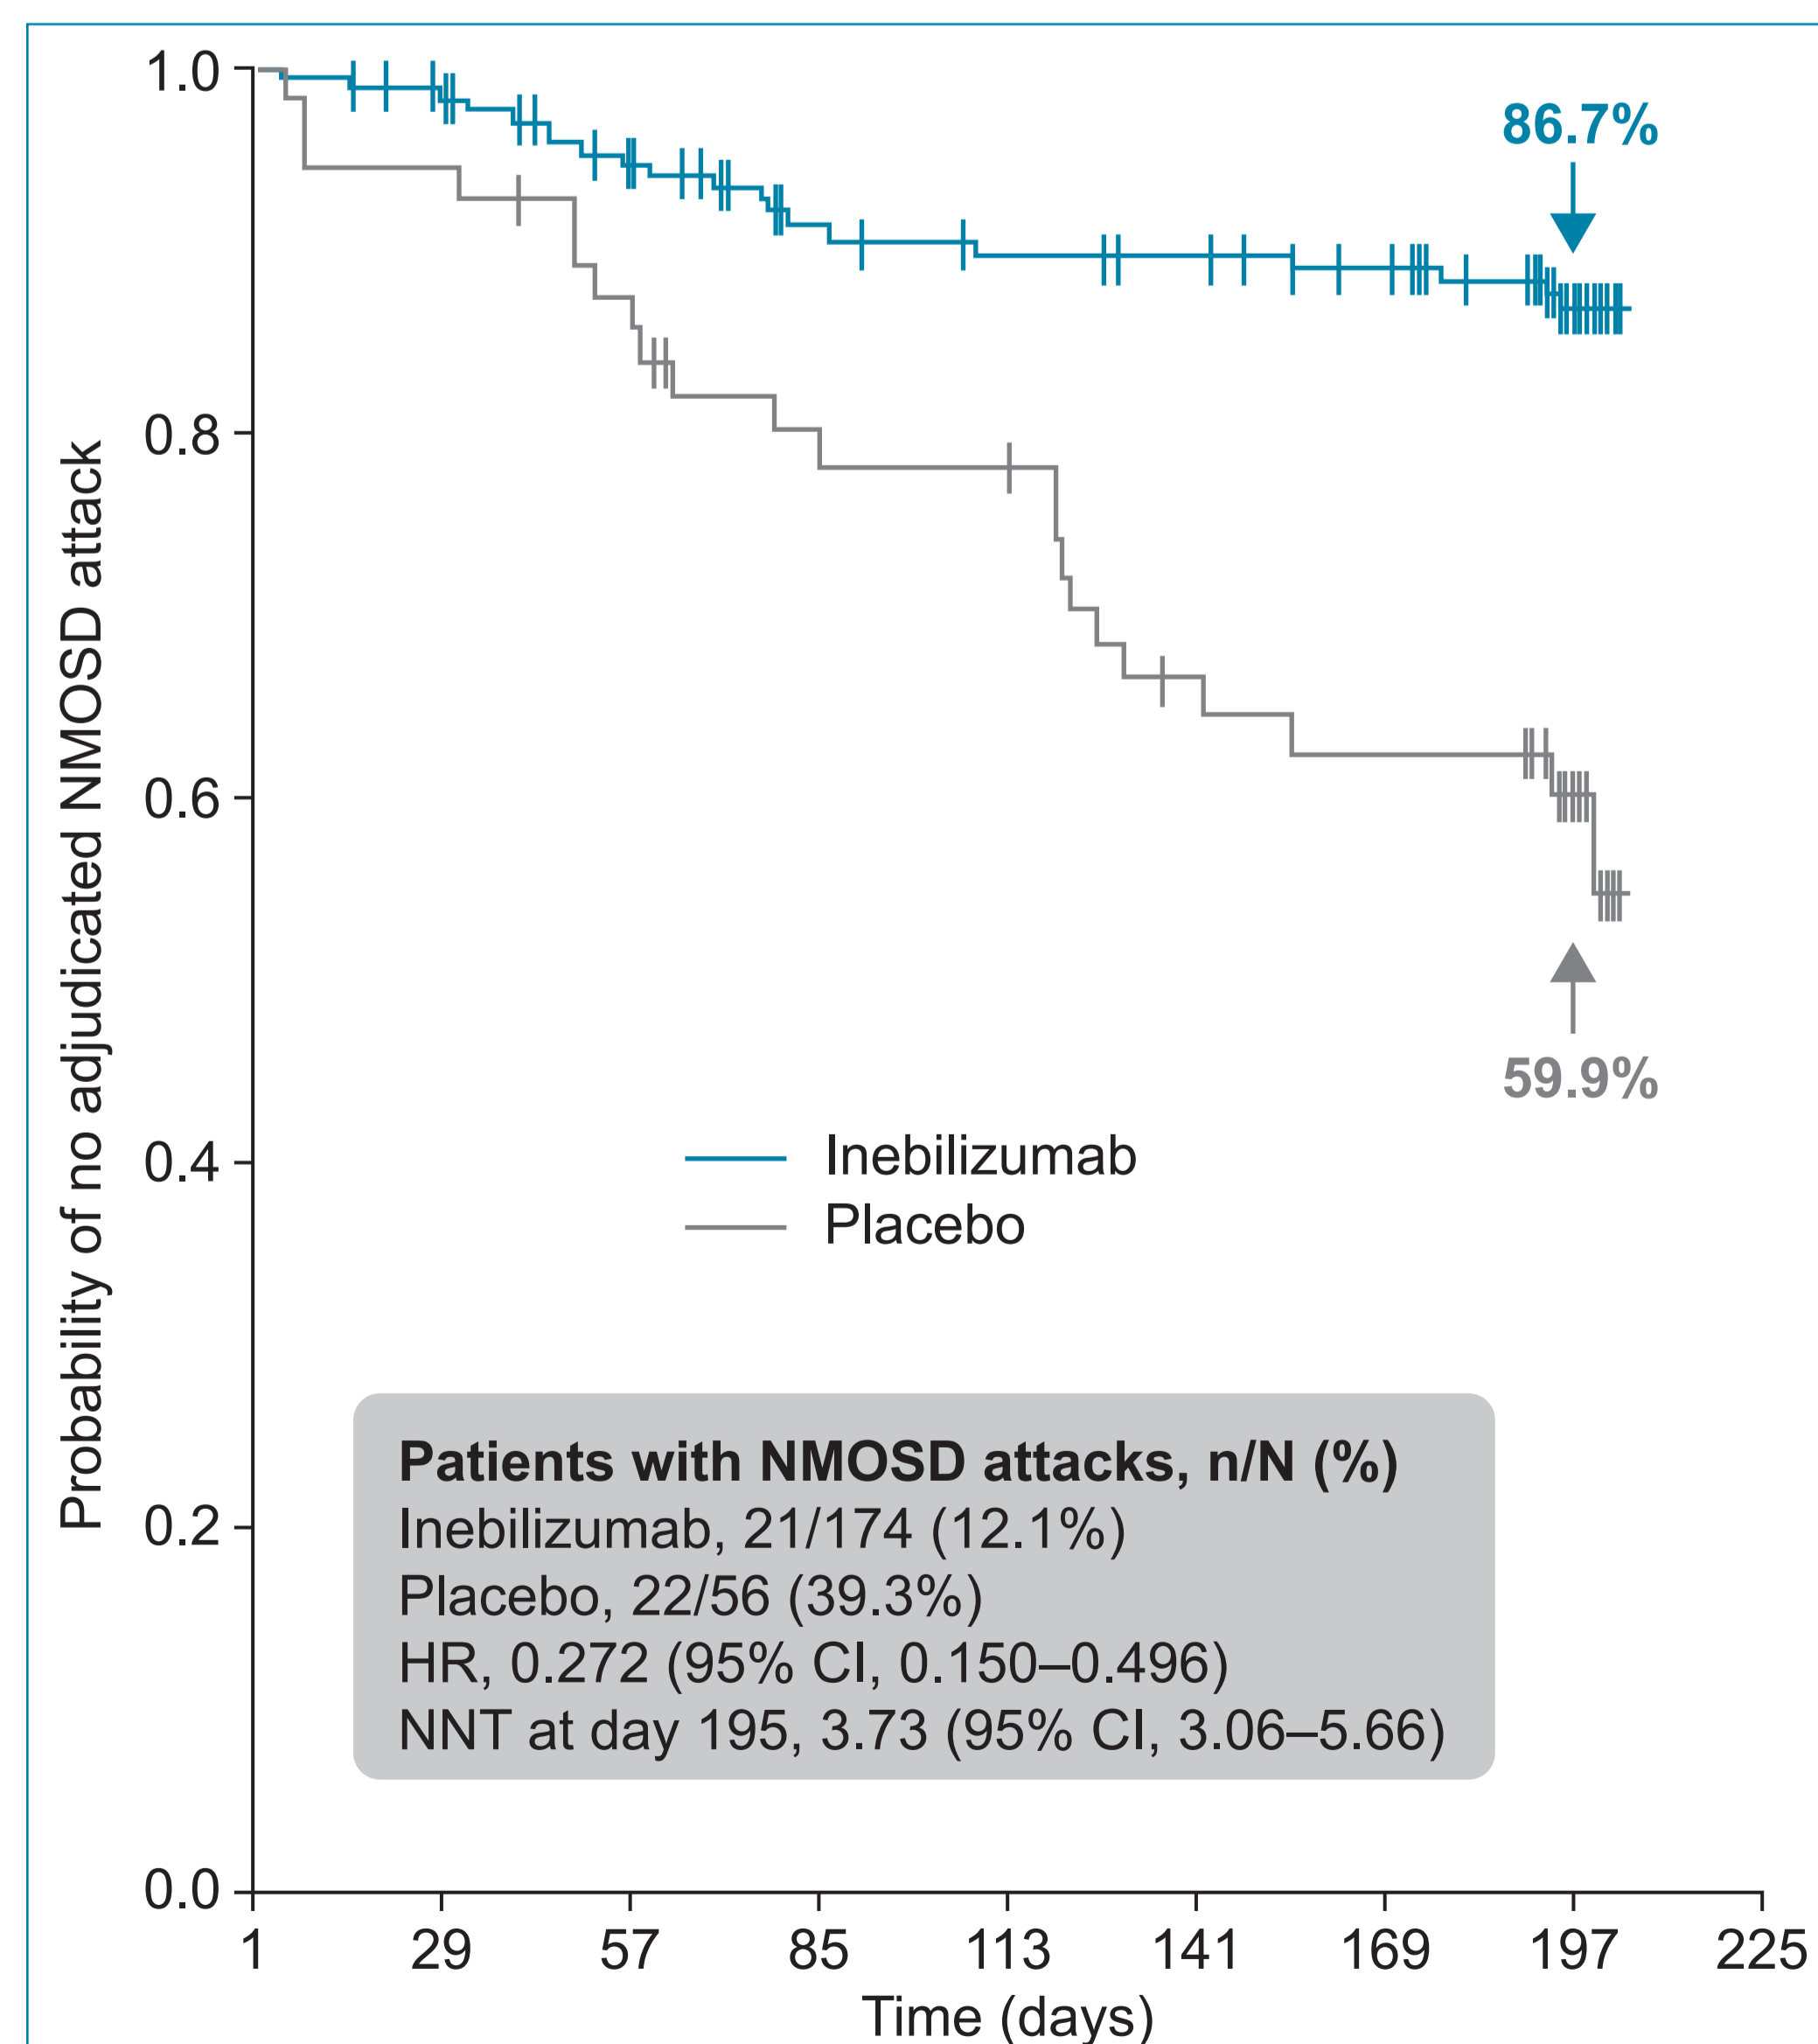 Probability of no adjudicated NMOSD attack
1.0
0.8
0.6
0.4
0.2
0.0
86.7%
59.9%
Inebilizumab
Placebo
Patients with NMOSD attacks, n/N (%)
Inebilizumab, 21/174 (12.1%)
Placebo, 22/56 (39.3%)
HR, 0.272 (95% CI, 0.150–0.496)
NNT at day 195, 3.73 (95% CI, 3.06–5.66)
1 29 57 85 113 141 169 197 225
Time (days)